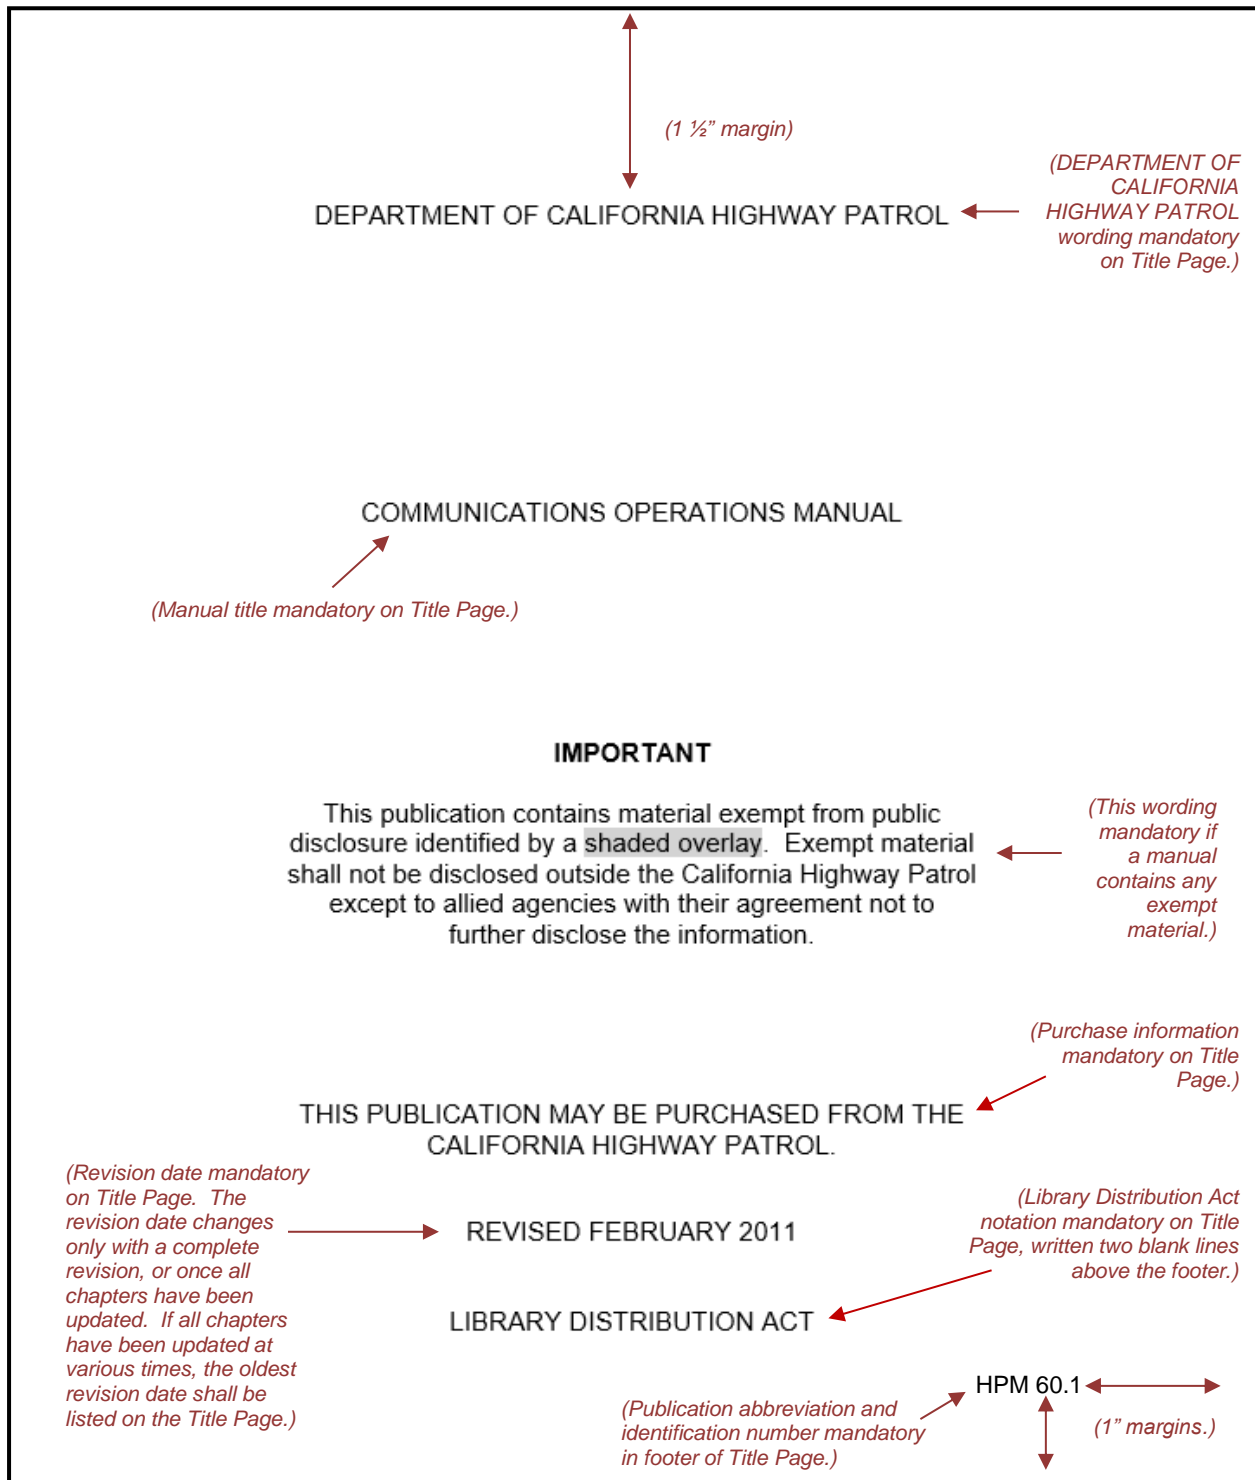 (1 ½” margin)
(DEPARTMENT OF
CALIFORNIA
HIGHWAY PATROL
wording mandatory
on Title Page.)
DEPARTMENT OF CALIFORNIA HIGHWAY PATROL
COMMUNICATIONS OPERATIONS MANUAL
(Manual title mandatory on Title Page.)
IMPORTANT
This publication contains material exempt from public
disclosure identified by a shaded overlay.  Exempt material
shall not be disclosed outside the California Highway Patrol
except to allied agencies with their agreement not to
further disclose the information.
(This wording
mandatory if
a manual
contains any
exempt
material.)
(Purchase information
mandatory on Title
Page.)
THIS PUBLICATION MAY BE PURCHASED FROM THE
CALIFORNIA HIGHWAY PATROL.
(Revision date mandatory
on Title Page.  The
revision date changes
only with a complete
revision, or once all
chapters have been
updated.  If all chapters
have been updated at
various times, the oldest
revision date shall be
listed on the Title Page.)
REVISED FEBRUARY 2011
(Library Distribution Act
notation mandatory on Title
Page, written two blank lines
above the footer.)
LIBRARY DISTRIBUTION ACT
HPM 60.1
(Publication abbreviation and
identification number mandatory
in footer of Title Page.)
(1” margins.)